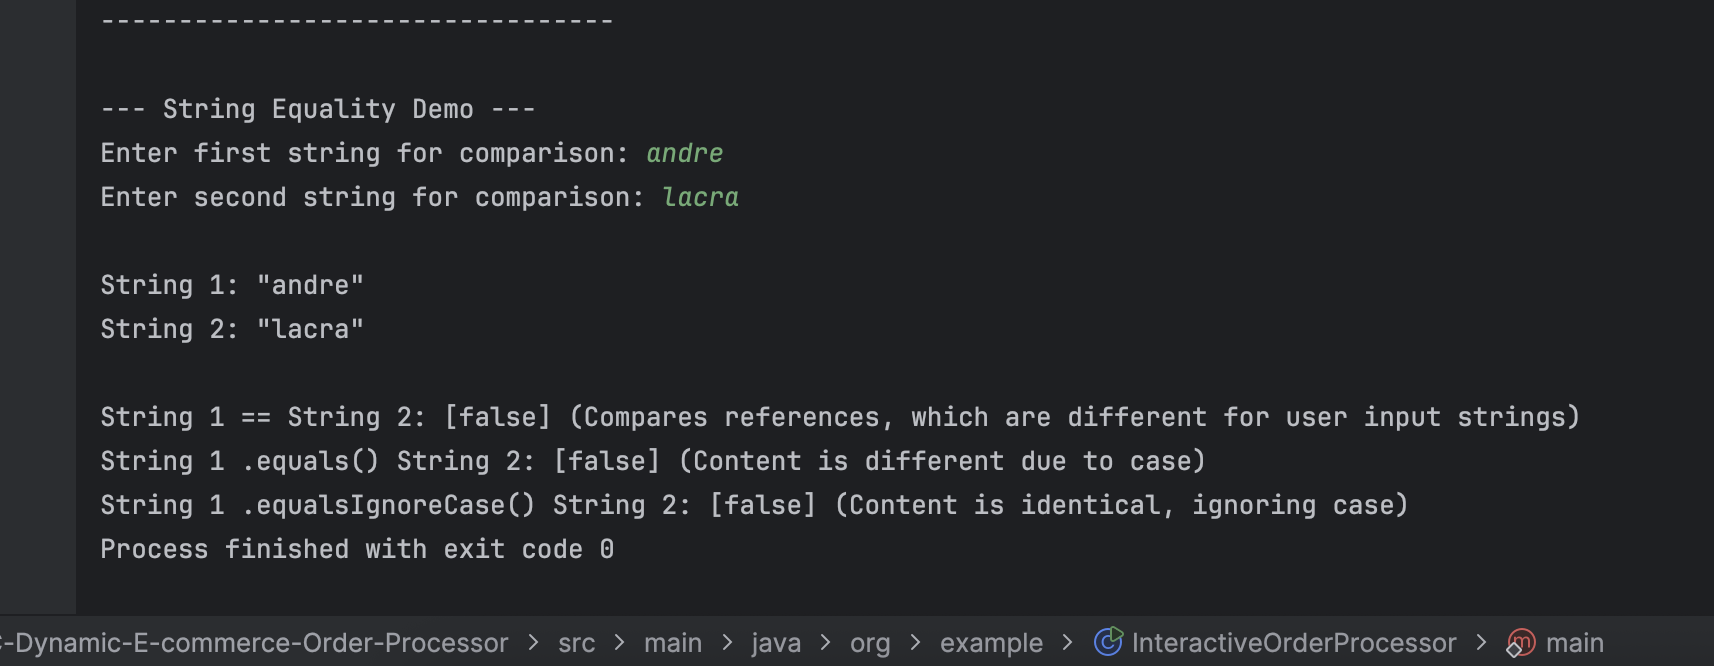 ---------------------------------
--- String Equality Demo ---
Enter first string for comparison: andre
Enter second string for comparison: lacra
String 1: "andre"
String 2: "lacra"
String 1 == String 2: [false] (Compares references, which are different for user input strings)
String 1 .equals() String 2: [false] (Content is different due to case)
String 1 .equalsIgnoreCase() String 2: [false] (Content is identical, ignoring case)
Process finished with exit code 0
-Dynamic-E-commerce-Order-Processor > src > main > java > org > example > InteractiveOrderProcessor > main